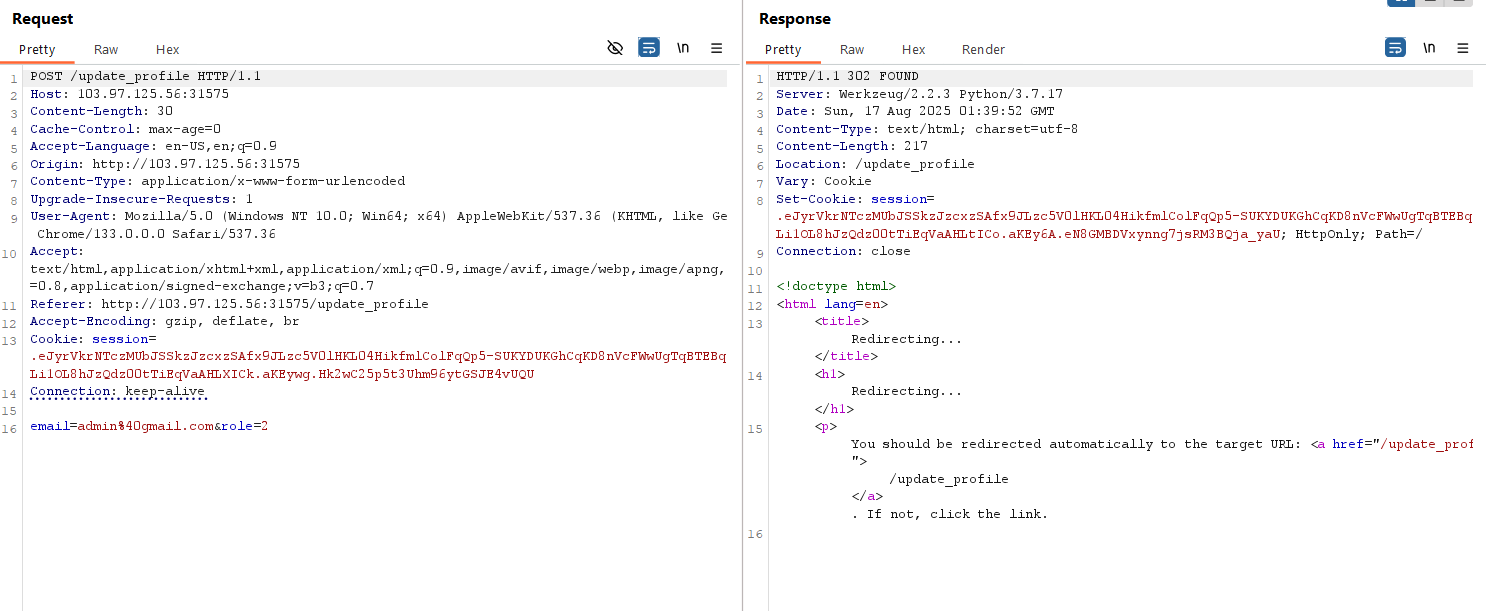 Request
Pretty Raw Hex
\n
1 POST /update_profile HTTP/1.1
2 Host: 103.97.125.56:31575
3 Content-Length: 30
4 Cache-Control: max-age=0
5 Accept-Language: en-US,en;q=0.9
6 Origin: http://103.97.125.56:31575
7 Content-Type: application/x-www-form-urlencoded
8 Upgrade-Insecure-Requests: 1
9 User-Agent: Mozilla/5.0 (Windows NT 10.0; Win64; x64) AppleWebKit/537.36 (KHTML, like Ge
Chrome/133.0.0.0 Safari/537.36
10 Accept:
text/html,application/xhtml+xml,application/xml;q=0.9,image/avif,image/webp,image/apng,
=0.8,application/signed-exchange;v=b3;q=0.7
11 Referer: http://103.97.125.56:31575/update_profile
12 Accept-Encoding: gzip, deflate, br
13 Cookie: session=
.eJyrVkrNTczMUbJSSkzJzcxzSAfx9JLzc5V0lHKL04HikfmlColFqQp5-SUKYDUKGhCqKD8nVcFWwUgTqBTEBq
Li1OL8hJzQdz00tTiEqVaAHLXICk.aKEywg.Hk2wC25p5t3Uhm96ytGSJE4vUQU
14 Connection: keep-alive
15
16 email=admin%40gmail.com&role=2
Response
Pretty Raw Hex Render
\n
1 HTTP/1.1 302 FOUND
2 Server: Werkzeug/2.2.3 Python/3.7.17
3 Date: Sun, 17 Aug 2025 01:39:52 GMT
4 Content-Type: text/html; charset=utf-8
5 Content-Length: 217
6 Location: /update_profile
7 Vary: Cookie
8 Set-Cookie: session=
.eJyrVkrNTczMUbJSSkzJzcxzSAfx9JLzc5V0lHKL04HikfmlColFqQp5-SUKYDUKGhCqKD8nVcFWwUgTqBTEBq
Li1OL8hJzQdz00tTiEqVaAHLtICo.aKEy6A.eN8GMBDVxynng7jsRM3BQja_yaU; HttpOnly; Path=/
9 Connection: close
10
11 <!doctype html>
12 <html lang=en>
13 <title>
Redirecting...
</title>
14 <h1>
Redirecting...
</h1>
15 <p>
You should be redirected automatically to the target URL: <a href="/update_prof
">
/update_profile
</a>
. If not, click the link.
16